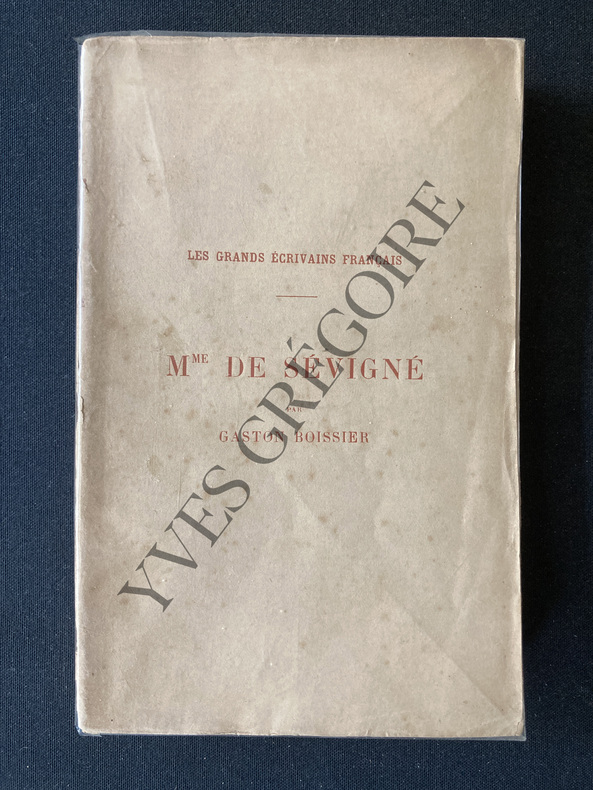 LES GRANDS ÉCRIVAINS FRANÇAIS
MME DE SÉVIGNÉ
PAR
GASTON BOISSIER
YVES GRÉGOIRE